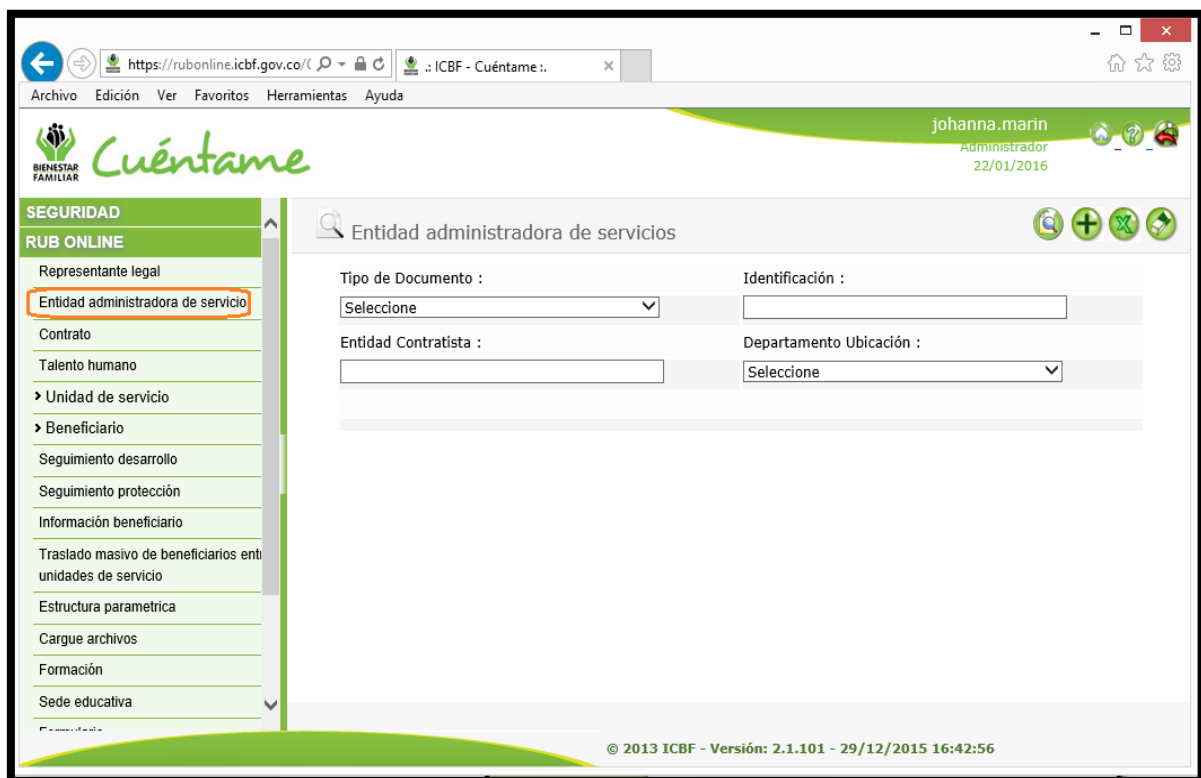 https://rubonline.icbf.gov.co/(
.: ICBF - Cuéntame :.
Archivo Edición Ver Favoritos Herramientas Ayuda
BIENESTAR
FAMILIAR
Cuéntame
johanna.marin
Administrador
22/01/2016
SEGURIDAD
RUB ONLINE
Representante legal
Entidad administradora de servicio
Contrato
Talento humano
Unidad de servicio
Beneficiario
Seguimiento desarrollo
Seguimiento protección
Información beneficiario
Traslado masivo de beneficiarios entr
unidades de servicio
Estructura parametrica
Cargue archivos
Formación
Sede educativa
Entidad administradora de servicios
Tipo de Documento : Identificación :
Seleccione
Entidad Contratista : Departamento Ubicación :
Seleccione
© 2013 ICBF - Versión: 2.1.101 - 29/12/2015 16:42:56